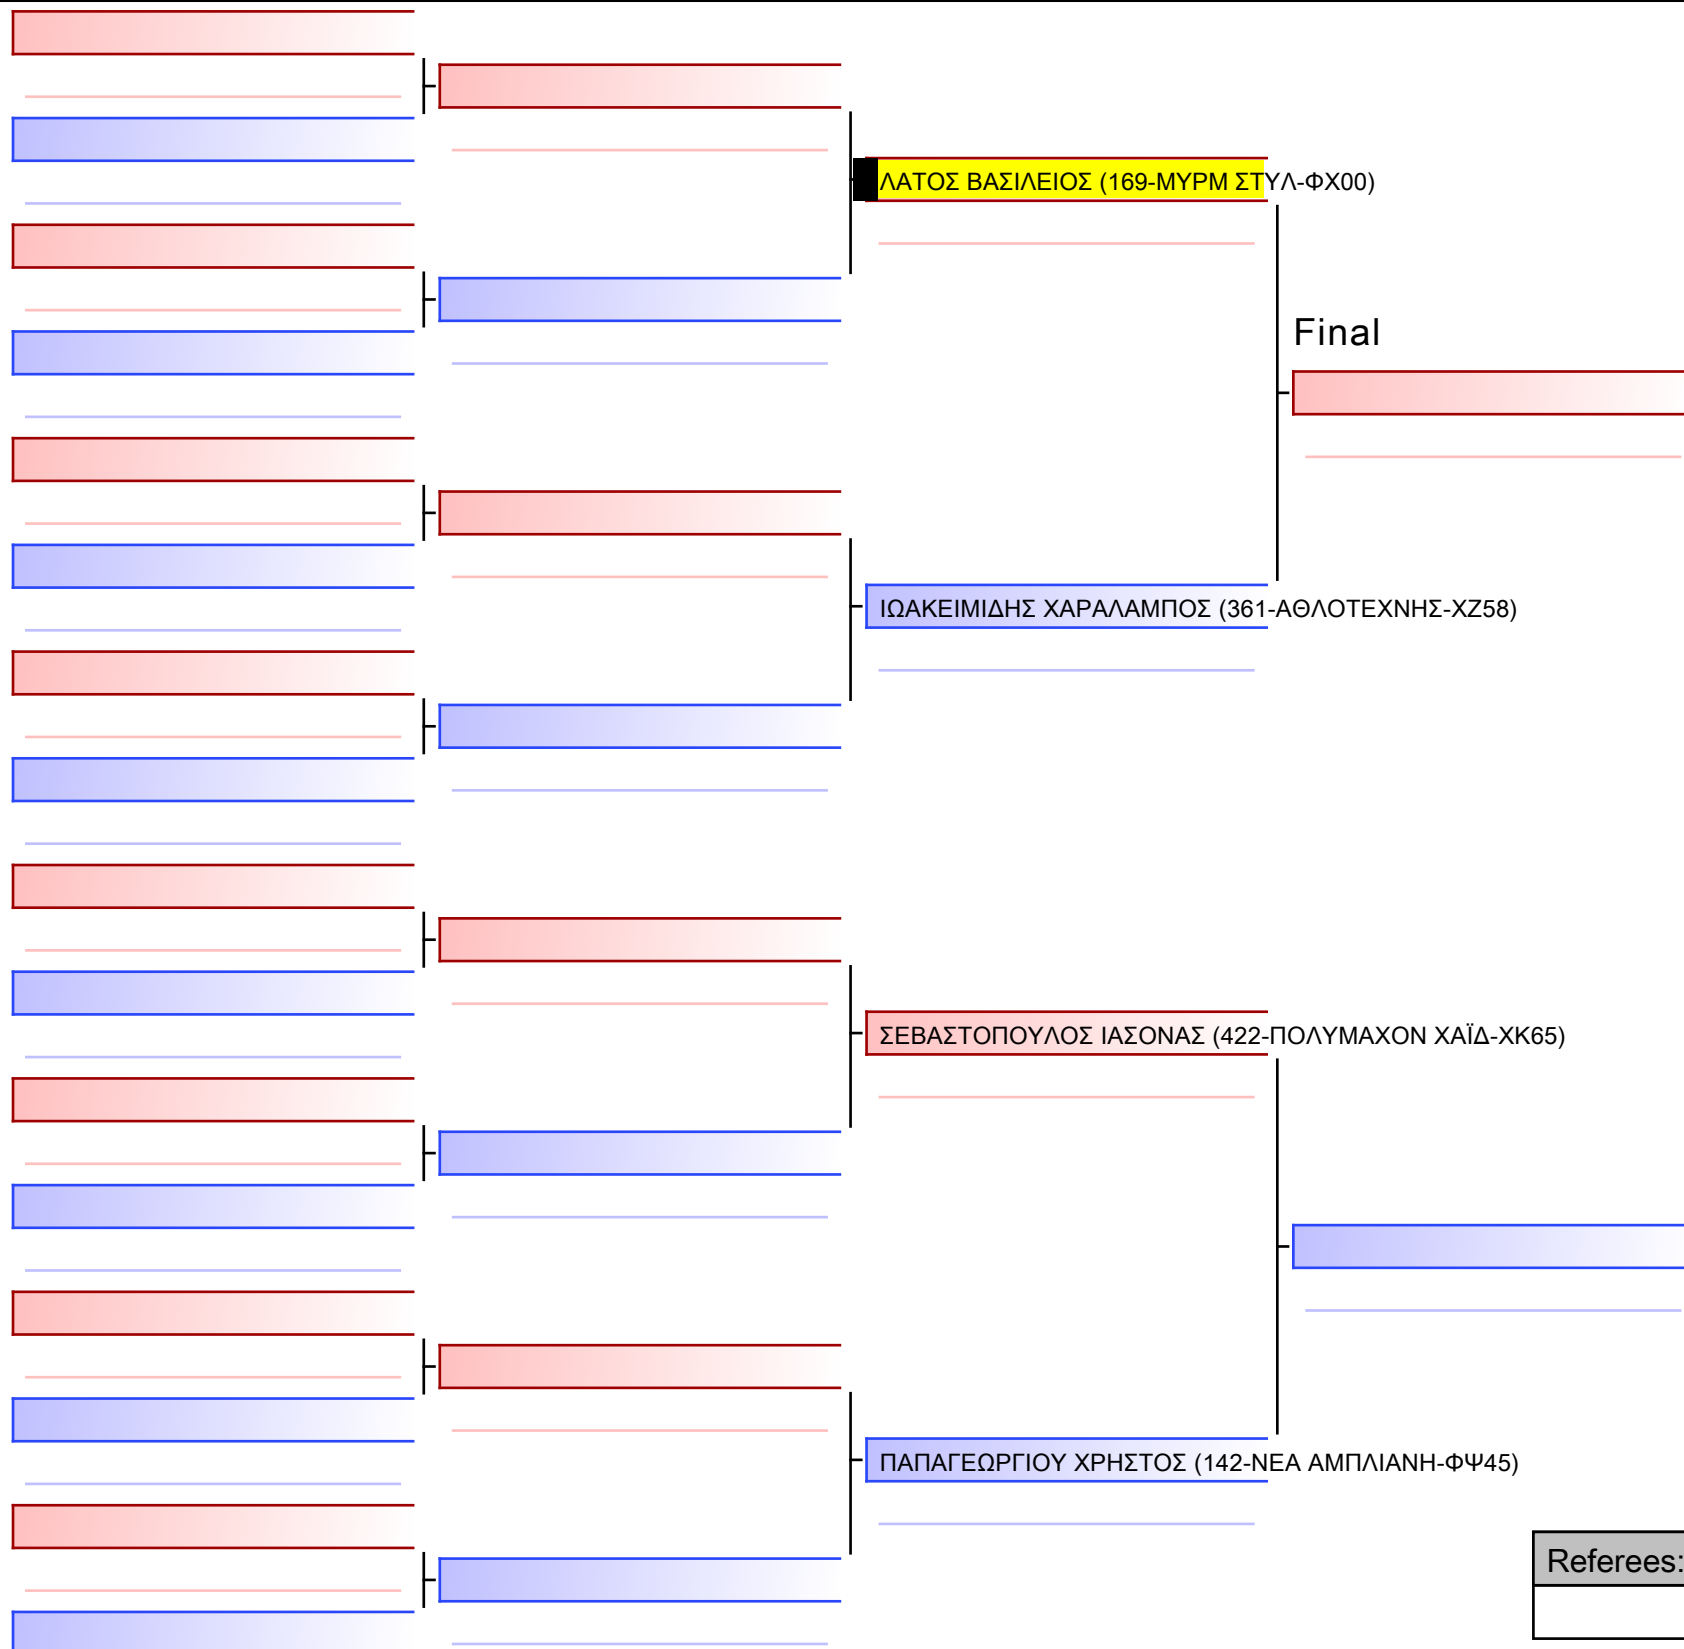 ΛΑΤΟΣ ΒΑΣΙΛΕΙΟΣ (169-ΜΥΡΜ ΣΤΥΛ-ΦΧ00)
Final
ΙΩΑΚΕΙΜΙΔΗΣ ΧΑΡΑΛΑΜΠΟΣ (361-ΑΘΛΟΤΕΧΝΗΣ-ΧΖ58)
ΣΕΒΑΣΤΟΠΟΥΛΟΣ ΙΑΣΟΝΑΣ (422-ΠΟΛΥΜΑΧΟΝ ΧΑΪΔ-ΧΚ65)
ΠΑΠΑΓΕΩΡΓΙΟΥ ΧΡΗΣΤΟΣ (142-ΝΕΑ ΑΜΠΛΙΑΝΗ-ΦΨ45)
Referees: